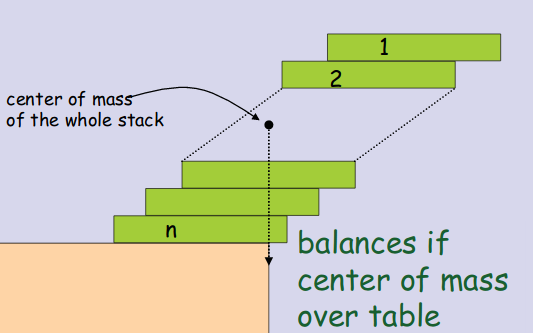 1
2
center of mass
of the whole stack
n
balances if
center of mass
over table